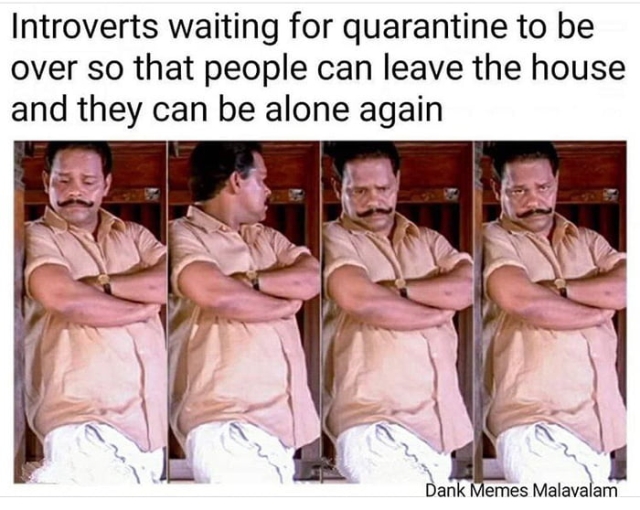 Introverts waiting for quarantine to be
over so that people can leave the house
and they can be alone again
Dank Memes Malayalam